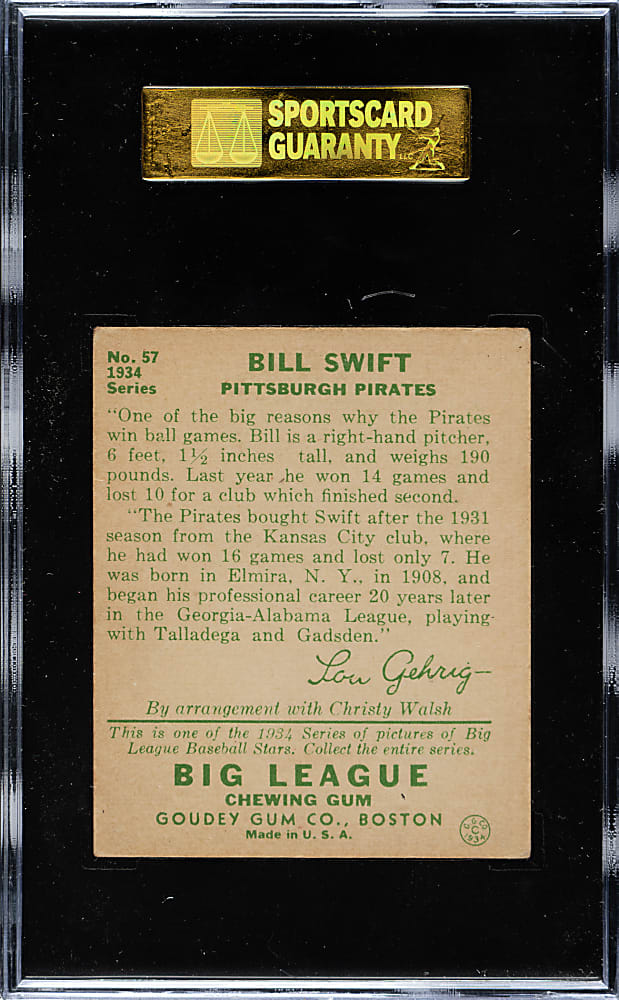 SPORTSCARD
GUARANTY LLC
No. 57
1934
Series
BILL SWIFT
PITTSBURGH PIRATES
"One of the big reasons why the Pirates
win ball games. Bill is a right-hand pitcher,
6 feet, 1½ inches tall, and weighs 190
pounds. Last year he won 14 games and
lost 10 for a club which finished second.
"The Pirates bought Swift after the 1931
season from the Kansas City club, where
he had won 16 games and lost only 7. He
was born in Elmira, N. Y., in 1908, and
began his professional career 20 years later
in the Georgia-Alabama League, playing
with Talladega and Gadsden."
Lou Gehrig
By arrangement with Christy Walsh
This is one of the 1934 Series of pictures of Big
League Baseball Stars. Collect the entire series.
BIG LEAGUE
CHEWING GUM
GOUDEY GUM CO., BOSTON
Made in U. S. A.
G. G. CO.
C
1934